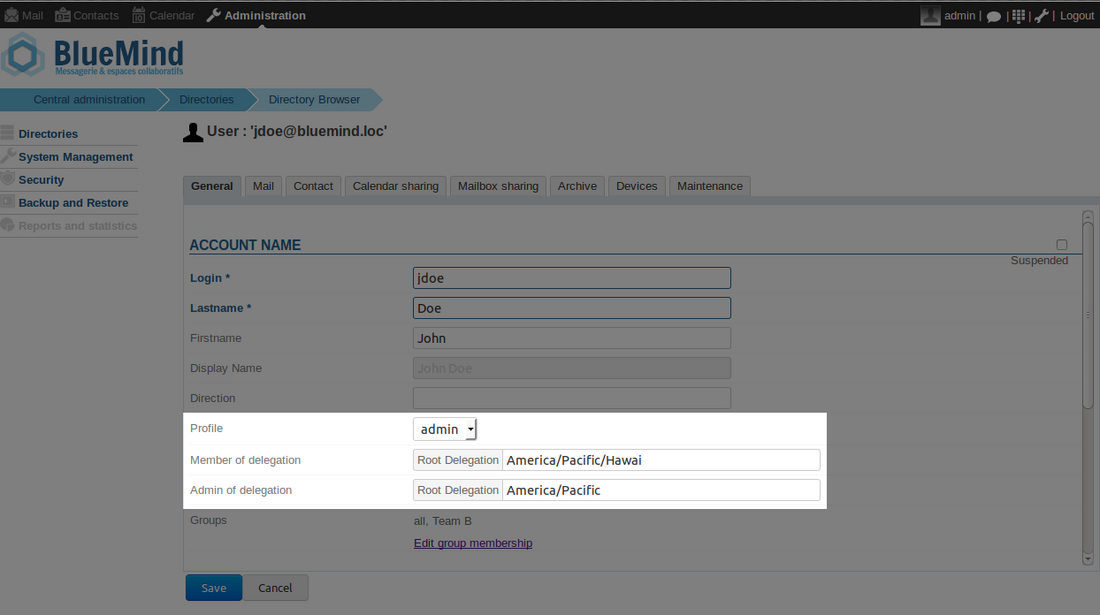 Mail Contacts Calendar Administration admin | | | | Logout
BlueMind
Messagerie & espaces collaboratifs
Central administration Directories Directory Browser
Directories
System Management
Security
Backup and Restore
Reports and statistics
User : 'jdoe@bluemind.loc'
General Mail Contact Calendar sharing Mailbox sharing Archive Devices Maintenance
ACCOUNT NAME
Suspended
Login * jdoe
Lastname * Doe
Firstname John
Display Name John Doe
Direction
Profile admin
Member of delegation Root Delegation America/Pacific/Hawai
Admin of delegation Root Delegation America/Pacific
Groups all, Team B
Edit group membership
Save Cancel